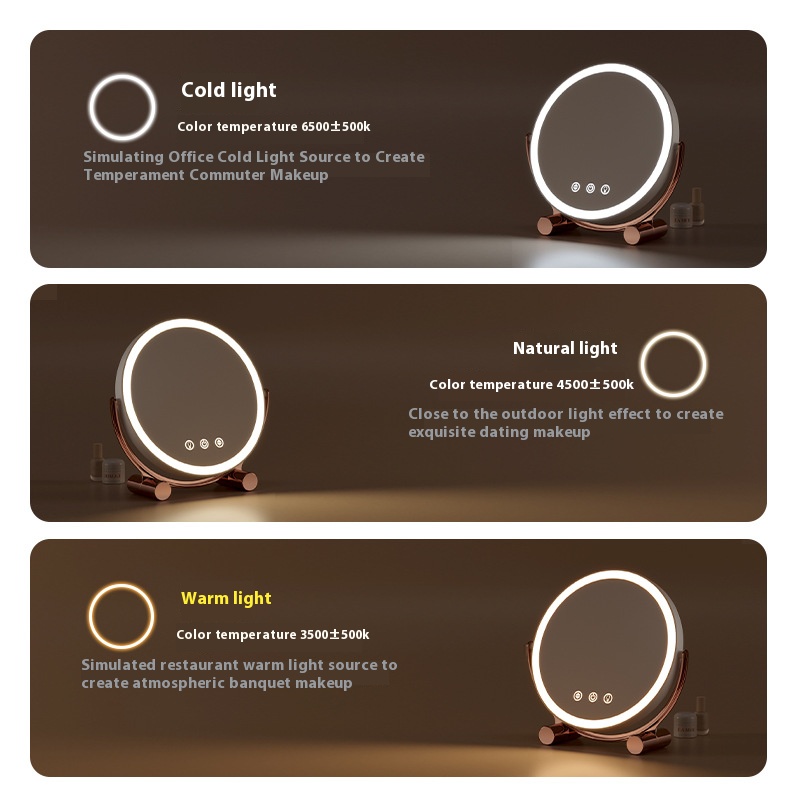 Cold light
Color temperature 6500±500k
Simulating Office Cold Light Source to Create
Temperament Commuter Makeup
Natural light
Color temperature 4500±500k
Close to the outdoor light effect to create
exquisite dating makeup
Warm light
Color temperature 3500±500k
Simulated restaurant warm light source to
create atmospheric banquet makeup